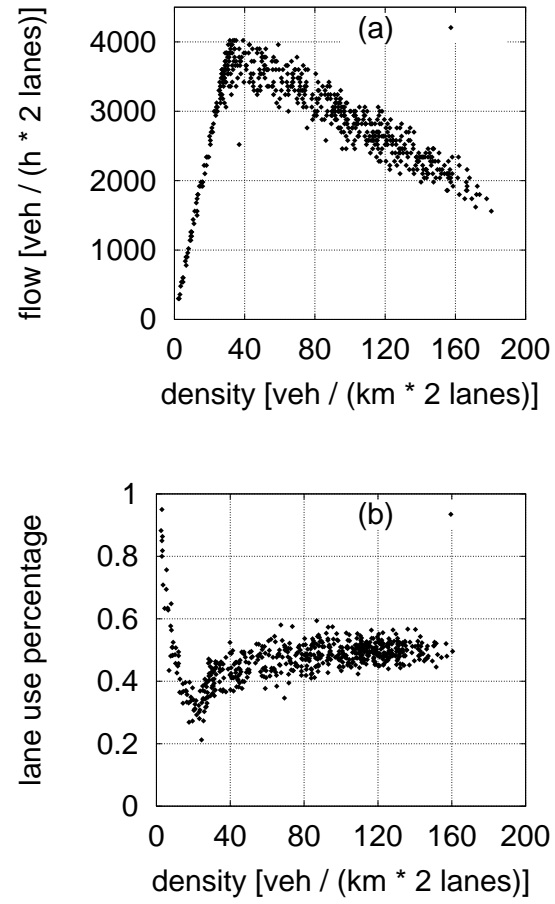 (a)
4000
3000
2000
1000
0
0 40 80 120 160 200
flow [veh / (h * 2 lanes)]
density [veh / (km * 2 lanes)]
(b)
1
0.8
0.6
0.4
0.2
0
0 40 80 120 160 200
lane use percentage
density [veh / (km * 2 lanes)]